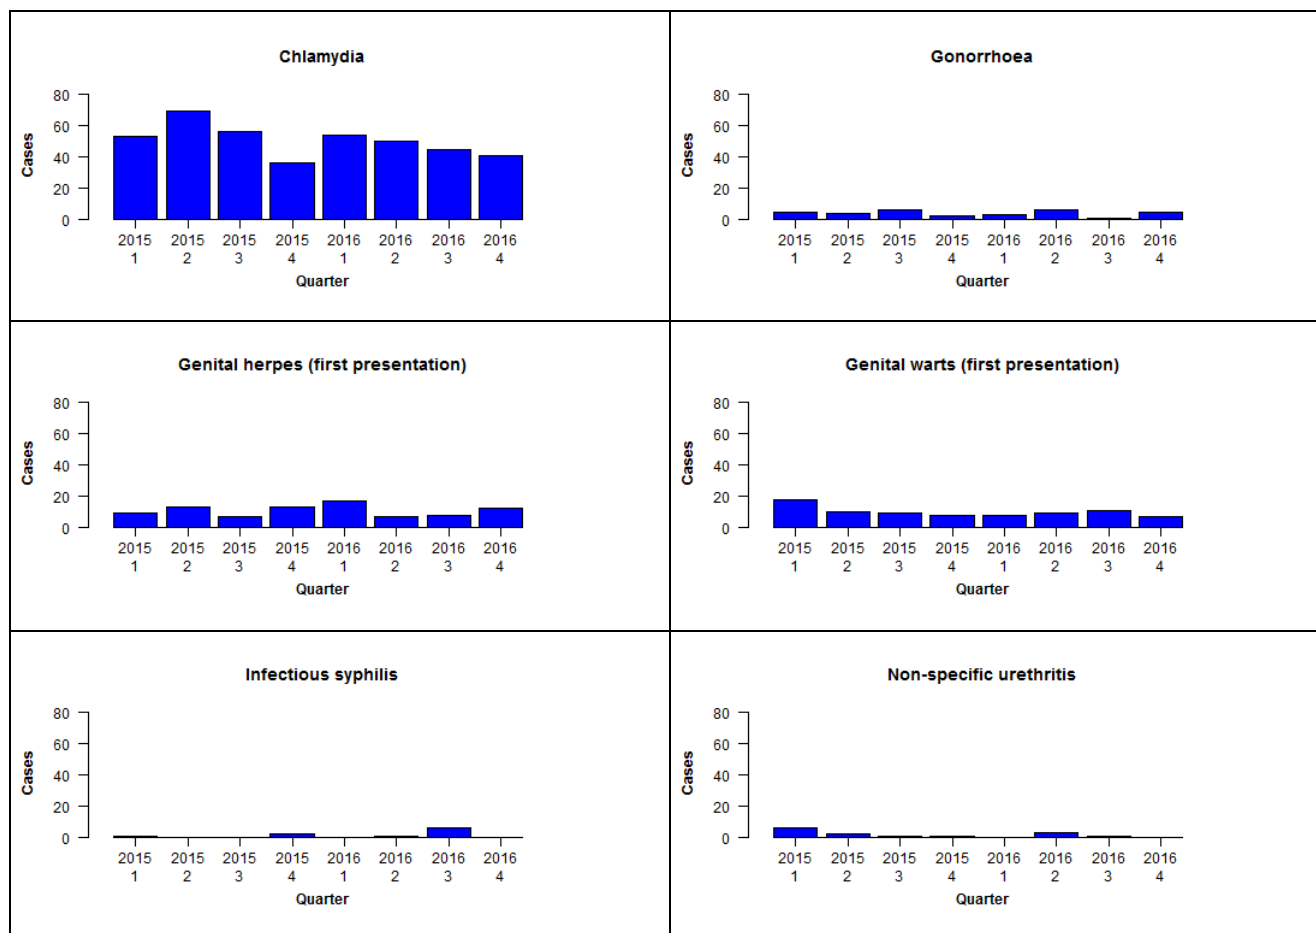 Chlamydia
80
60
40
20
0
Cases
2015 2015 2015 2015 2016 2016 2016 2016
1 2 3 4 1 2 3 4
Quarter
Gonorrhoea
80
60
40
20
0
Cases
2015 2015 2015 2015 2016 2016 2016 2016
1 2 3 4 1 2 3 4
Quarter
Genital herpes (first presentation)
80
60
40
20
0
Cases
2015 2015 2015 2015 2016 2016 2016 2016
1 2 3 4 1 2 3 4
Quarter
Genital warts (first presentation)
80
60
40
20
0
Cases
2015 2015 2015 2015 2016 2016 2016 2016
1 2 3 4 1 2 3 4
Quarter
Infectious syphilis
80
60
40
20
0
Cases
2015 2015 2015 2015 2016 2016 2016 2016
1 2 3 4 1 2 3 4
Quarter
Non-specific urethritis
80
60
40
20
0
Cases
2015 2015 2015 2015 2016 2016 2016 2016
1 2 3 4 1 2 3 4
Quarter